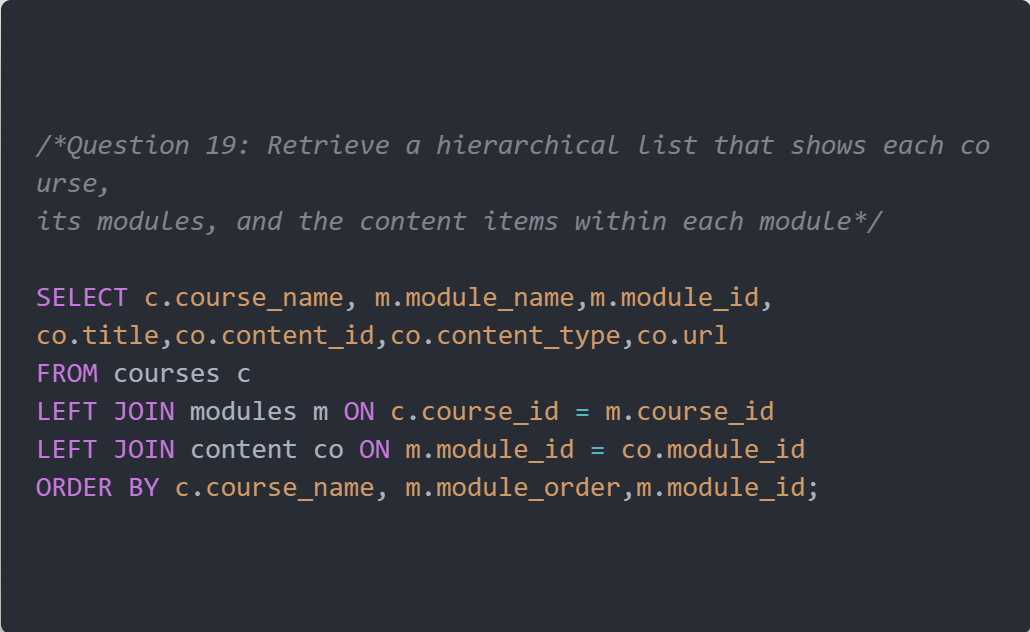 /*Question 19: Retrieve a hierarchical list that shows each co
urse,
its modules, and the content items within each module*/
SELECT c.course_name, m.module_name,m.module_id,
co.title,co.content_id,co.content_type,co.url
FROM courses c
LEFT JOIN modules m ON c.course_id = m.course_id
LEFT JOIN content co ON m.module_id = co.module_id
ORDER BY c.course_name, m.module_order,m.module_id;